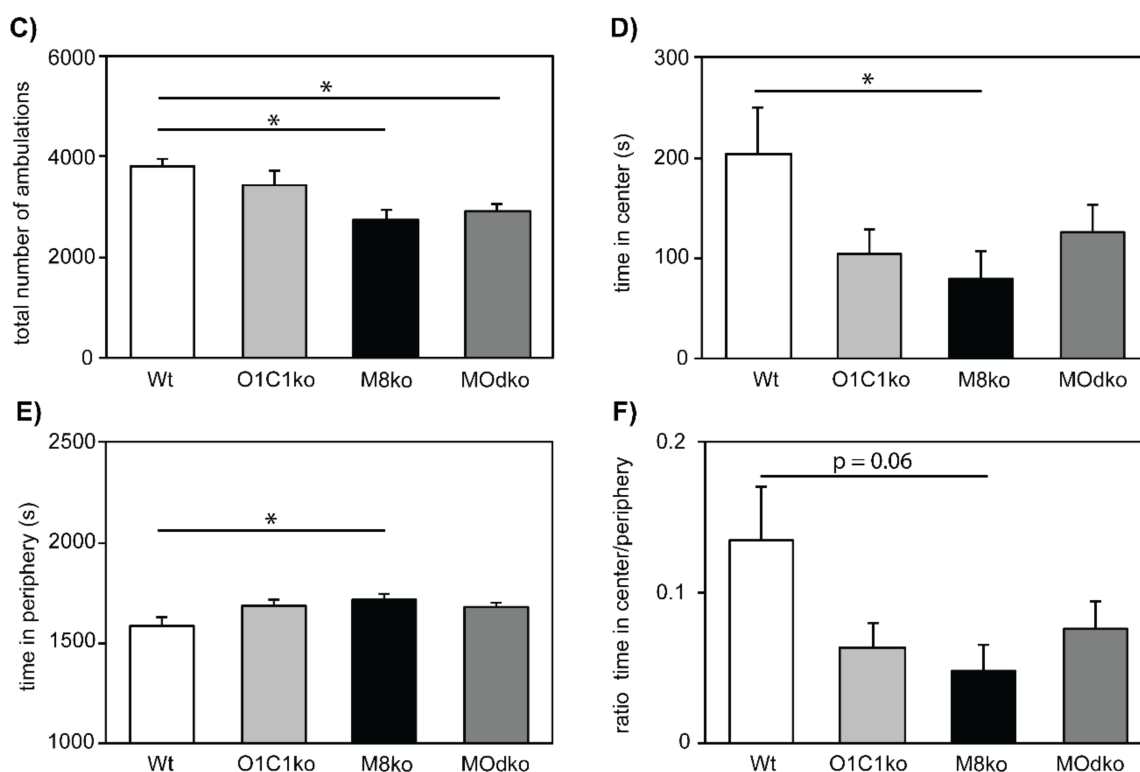 C)
total number of ambulations
6000
4000
2000
0
*
*
Wt O1C1ko M8ko MOdko
D)
time in center (s)
300
200
100
0
*
Wt O1C1ko M8ko MOdko
E)
time in periphery (s)
2500
2000
1500
1000
*
Wt O1C1ko M8ko MOdko
F)
ratio time in center/periphery
0.2
0.1
0
p = 0.06
Wt O1C1ko M8ko MOdko